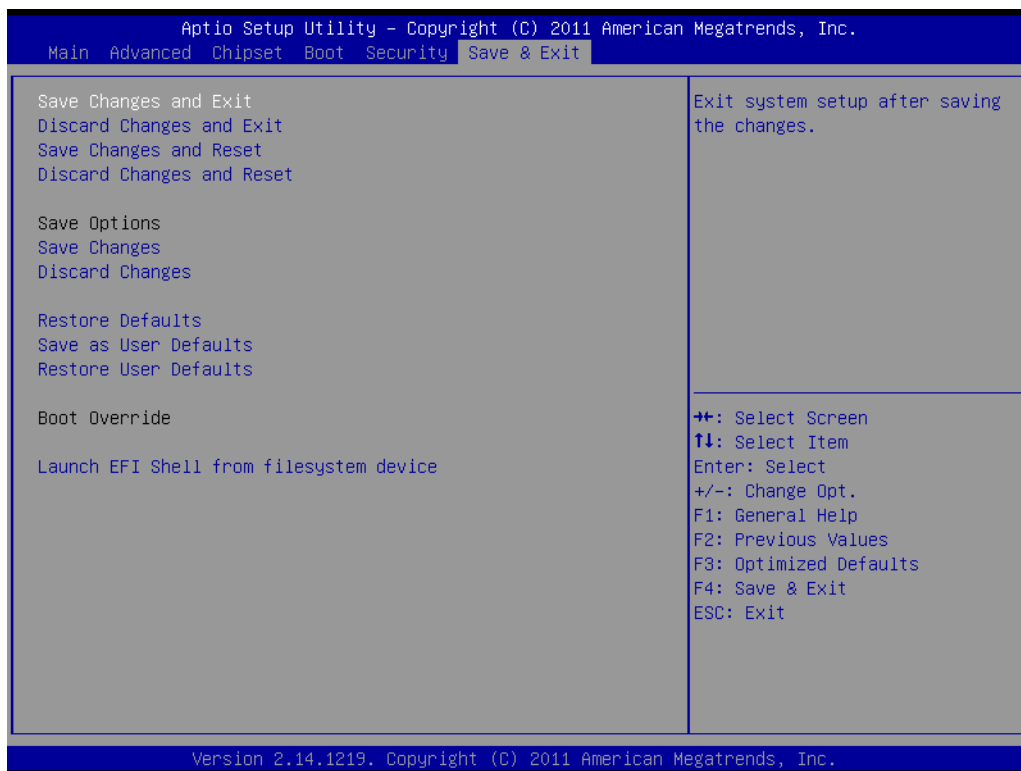 Aptio Setup Utility – Copyright (C) 2011 American Megatrends, Inc.
Main Advanced Chipset Boot Security Save & Exit
Save Changes and Exit
Discard Changes and Exit
Save Changes and Reset
Discard Changes and Reset
Save Options
Save Changes
Discard Changes
Restore Defaults
Save as User Defaults
Restore User Defaults
Boot Override
Launch EFI Shell from filesystem device
Exit system setup after saving
the changes.
→←: Select Screen
↑↓: Select Item
Enter: Select
+/-: Change Opt.
F1: General Help
F2: Previous Values
F3: Optimized Defaults
F4: Save & Exit
ESC: Exit
Version 2.14.1219. Copyright (C) 2011 American Megatrends, Inc.